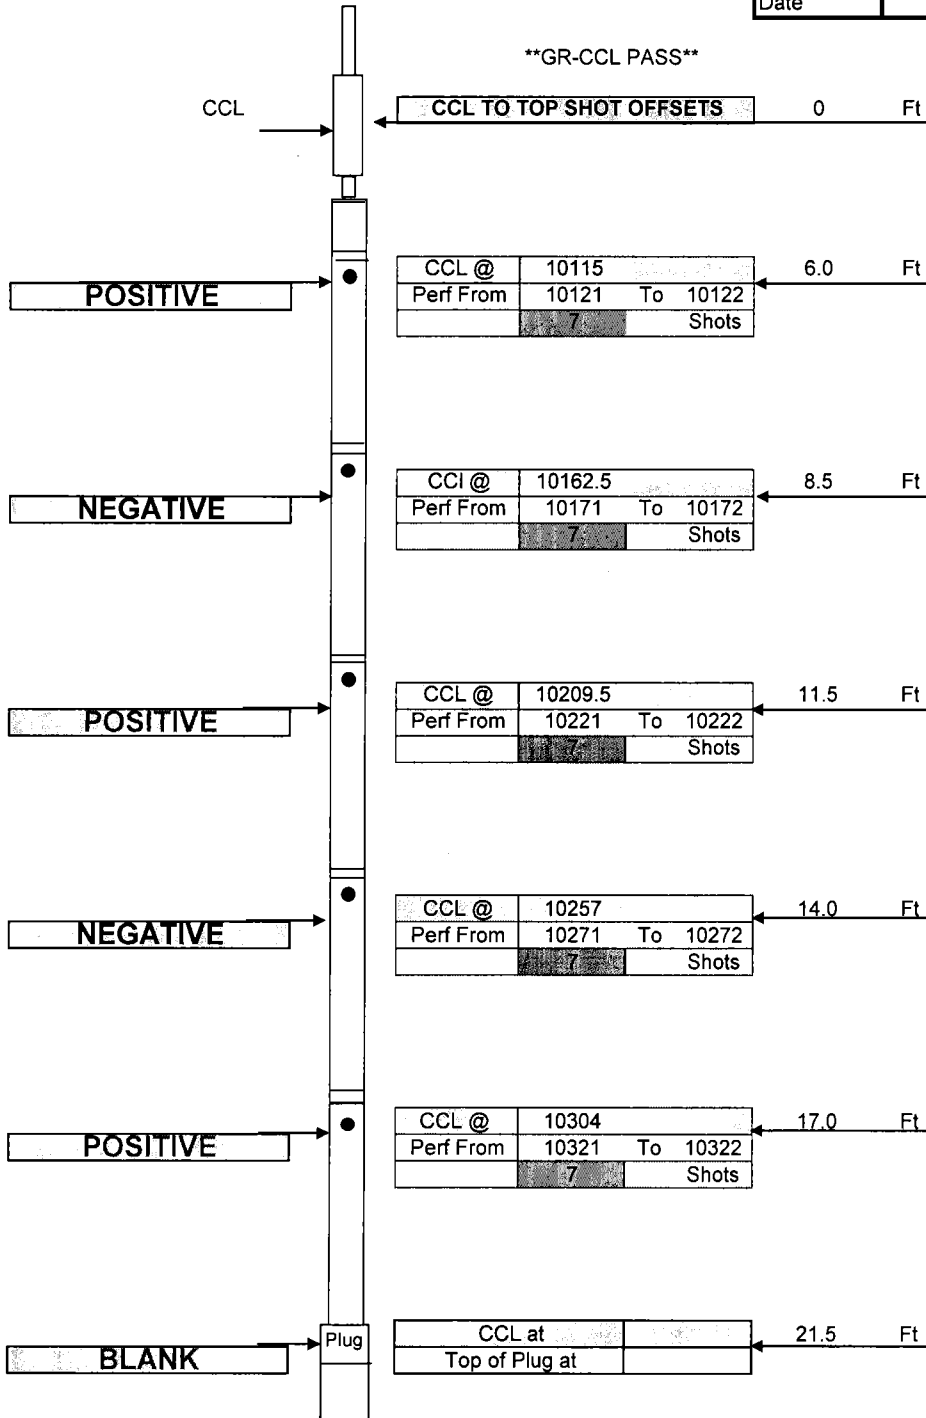 Date
**GR-CCL PASS**
CCL
CCL TO TOP SHOT OFFSETS 0 Ft
CCL @ 10115 6.0 Ft
POSITIVE
Perf From 10121 To 10122
7 Shots
CCl @ 10162.5 8.5 Ft
NEGATIVE
Perf From 10171 To 10172
7 Shots
CCL @ 10209.5 11.5 Ft
POSITIVE
Perf From 10221 To 10222
7 Shots
CCL @ 10257 14.0 Ft
NEGATIVE
Perf From 10271 To 10272
7 Shots
CCL @ 10304 17.0 Ft
POSITIVE
Perf From 10321 To 10322
7 Shots
Plug
CCL at 21.5 Ft
BLANK
Top of Plug at